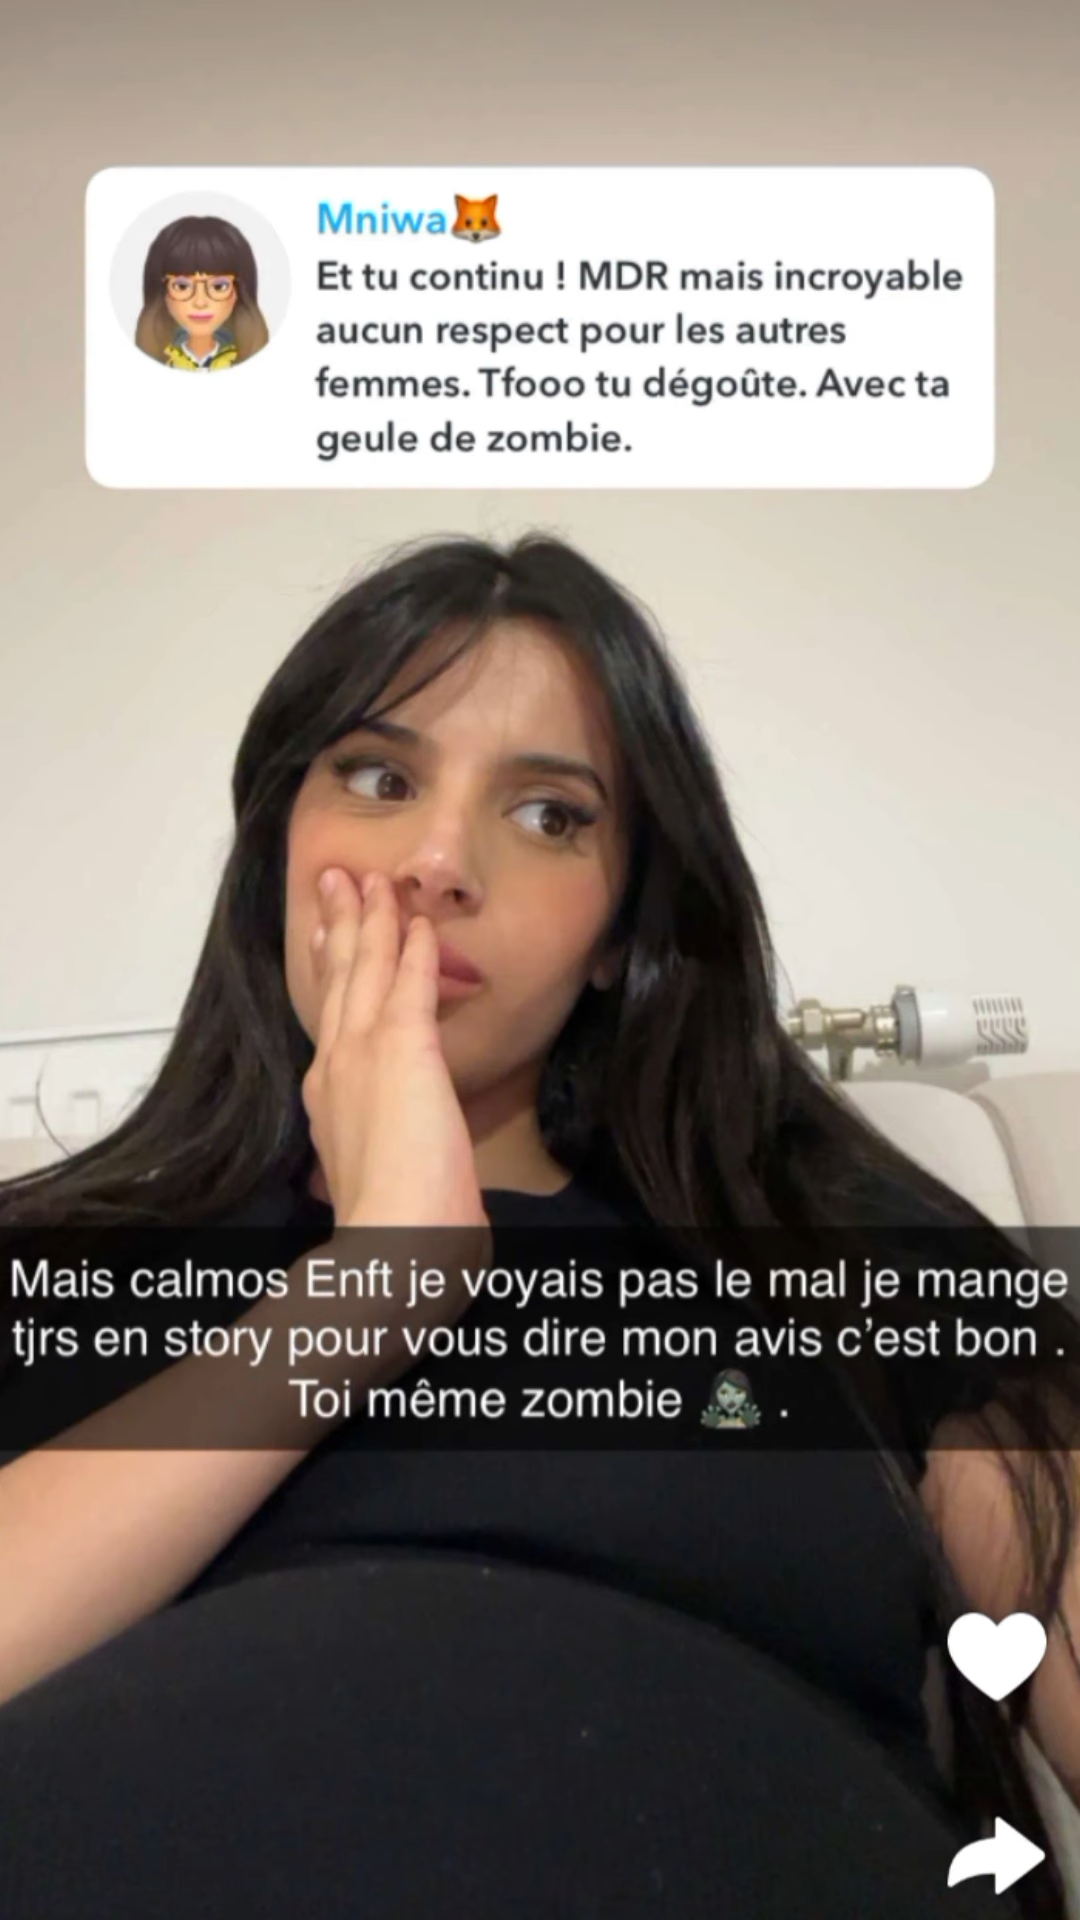 Mniwa🦊
Et tu continu ! MDR mais incroyable
aucun respect pour les autres
femmes. Tfooo tu dégoûte. Avec ta
geule de zombie.
Mais calmos Enft je voyais pas le mal je mange
tjrs en story pour vous dire mon avis c’est bon .
Toi même zombie 🧟‍♀️ .